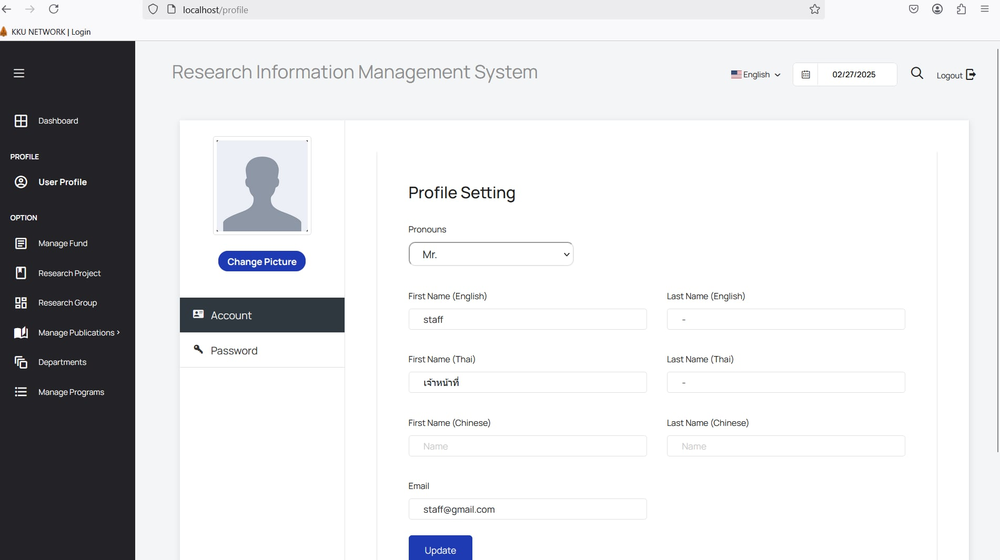 localhost/profile
KKU NETWORK | Login
Research Information Management System
English
02/27/2025
Logout
Dashboard
PROFILE
User Profile
OPTION
Manage Fund
Research Project
Research Group
Manage Publications
Departments
Manage Programs
Change Picture
Account
Password
Profile Setting
Pronouns
Mr.
First Name (English)
Last Name (English)
staff
-
First Name (Thai)
Last Name (Thai)
เจ้าหน้าที่
-
First Name (Chinese)
Last Name (Chinese)
Name
Name
Email
staff@gmail.com
Update